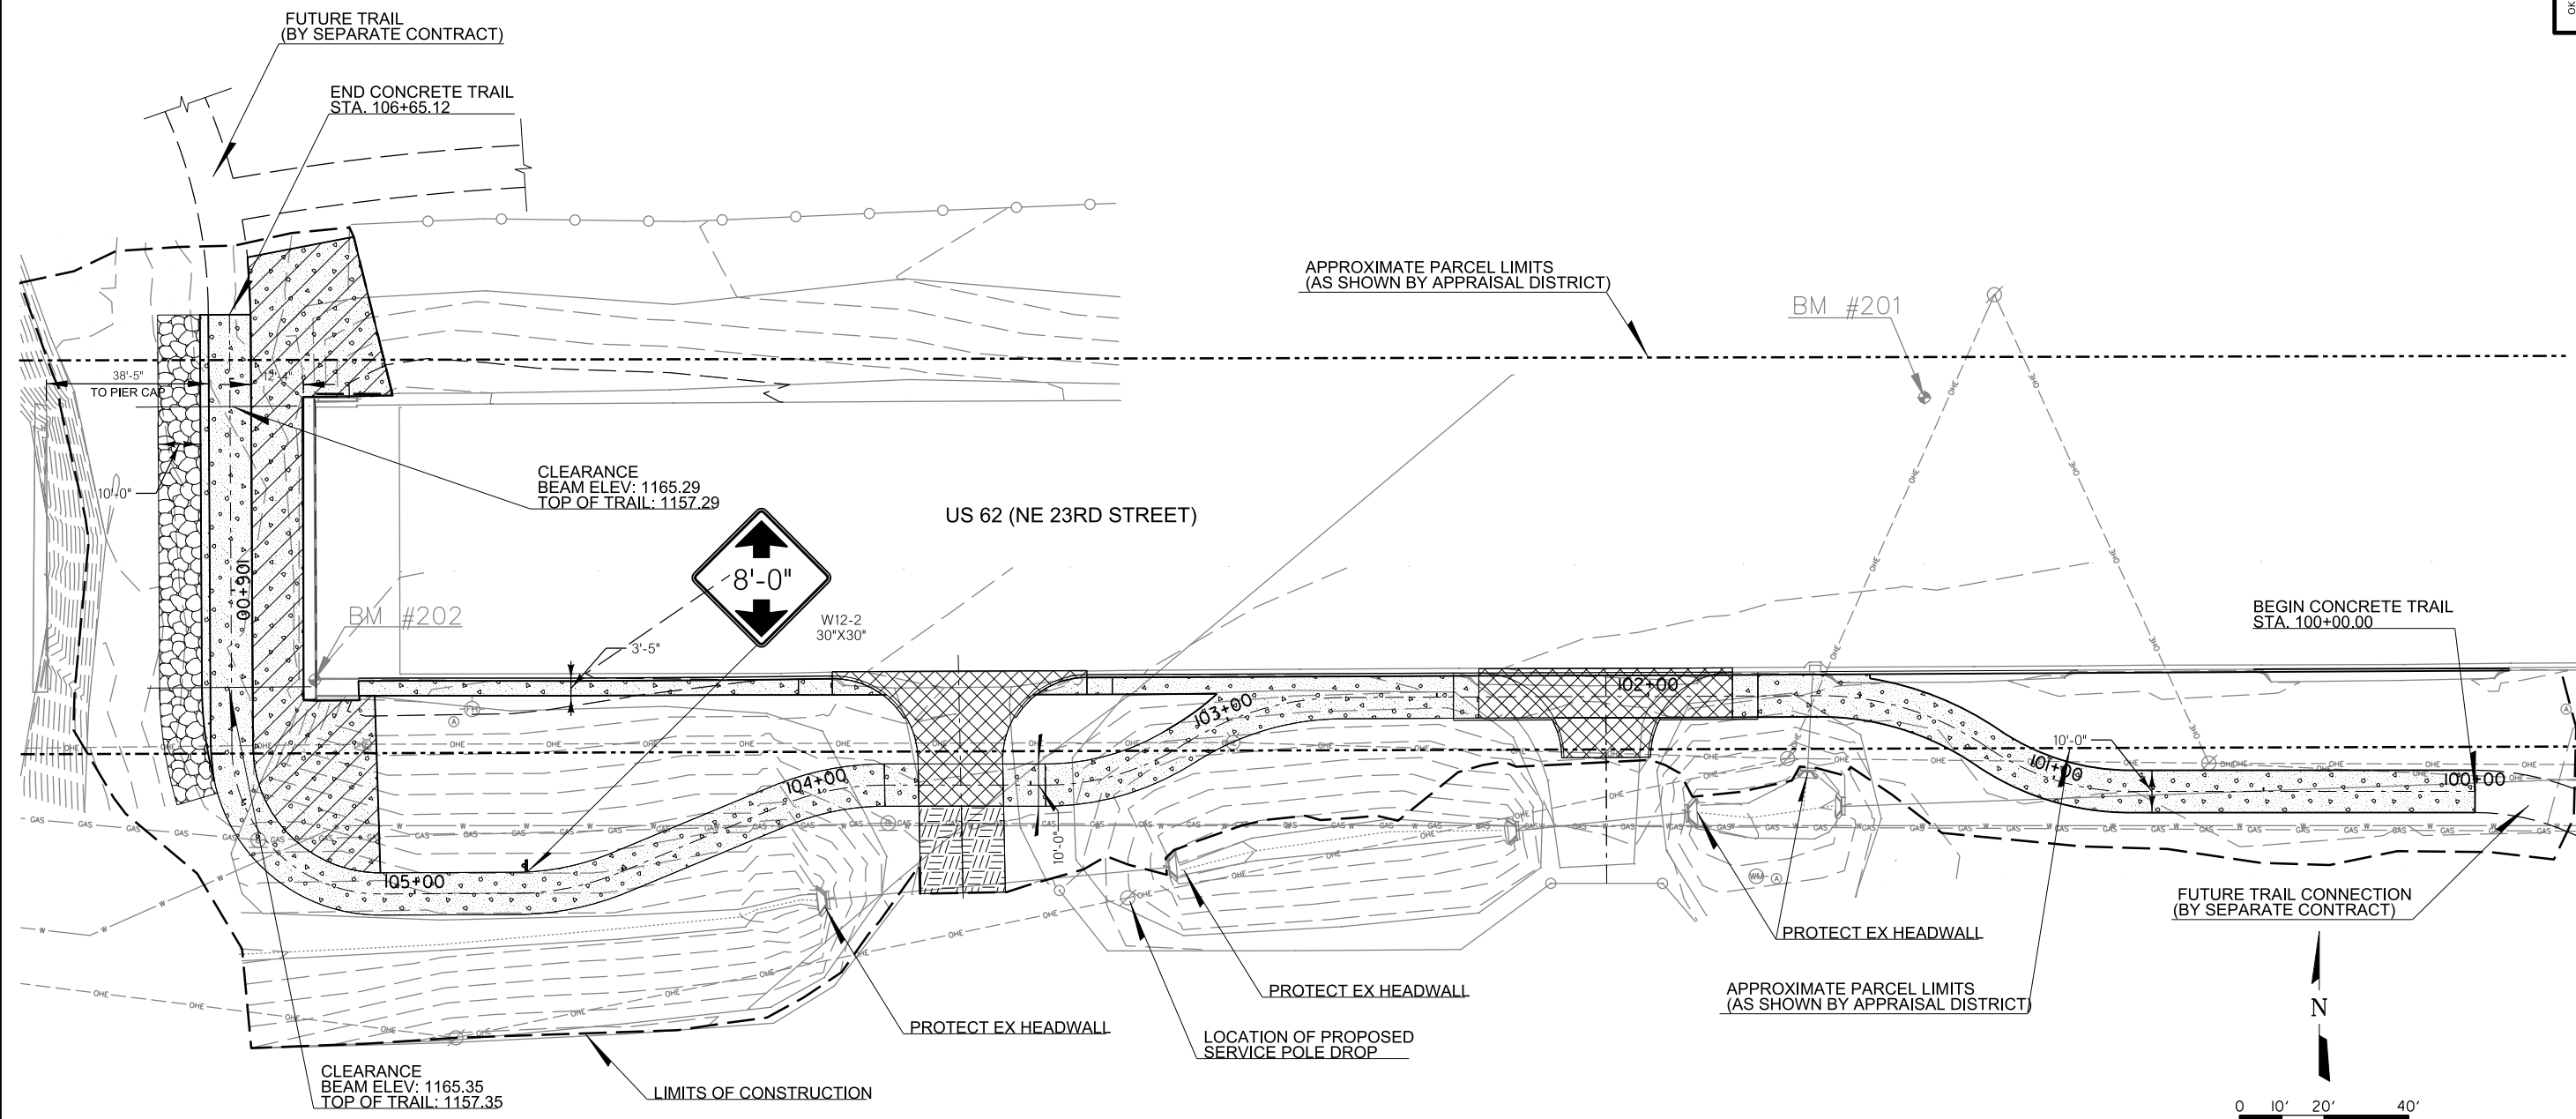 OK
FUTURE TRAIL
(BY SEPARATE CONTRACT)
END CONCRETE TRAIL
STA. 106+65.12
APPROXIMATE PARCEL LIMITS
(AS SHOWN BY APPRAISAL DISTRICT)
BM #201
38'-5"
TO PIER CAP
12'-4"
10'-0"
CLEARANCE
BEAM ELEV: 1165.29
TOP OF TRAIL: 1157.29
US 62 (NE 23RD STREET)
8'-0"
W12-2
30"X30"
3'-5"
BM #202
106+00
BEGIN CONCRETE TRAIL
STA. 100+00.00
102+00
103+00
10'-0"
101+00
100+00
104+00
105+00
10'-0"
FUTURE TRAIL CONNECTION
(BY SEPARATE CONTRACT)
PROTECT EX HEADWALL
PROTECT EX HEADWALL
APPROXIMATE PARCEL LIMITS
(AS SHOWN BY APPRAISAL DISTRICT)
PROTECT EX HEADWALL
LOCATION OF PROPOSED
SERVICE POLE DROP
CLEARANCE
BEAM ELEV: 1165.35
TOP OF TRAIL: 1157.35
LIMITS OF CONSTRUCTION
N
0 10' 20' 40'